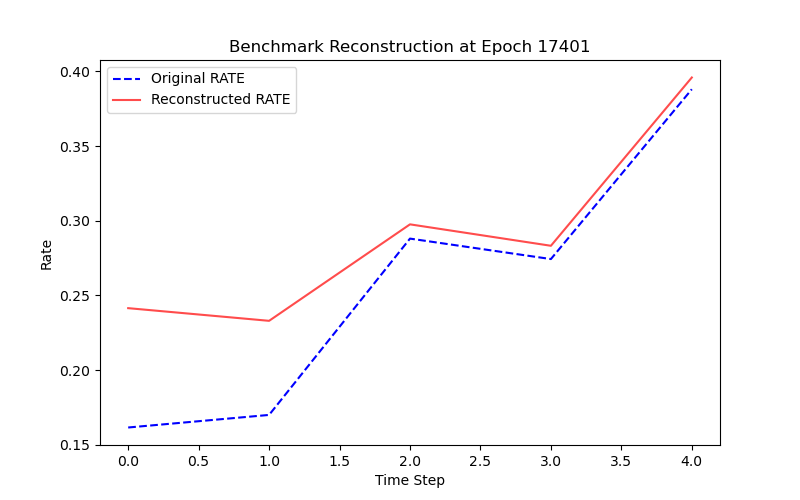 Benchmark Reconstruction at Epoch 17401
Original RATE
Reconstructed RATE
Rate
0.40
0.35
0.30
0.25
0.20
0.15
0.0 0.5 1.0 1.5 2.0 2.5 3.0 3.5 4.0
Time Step